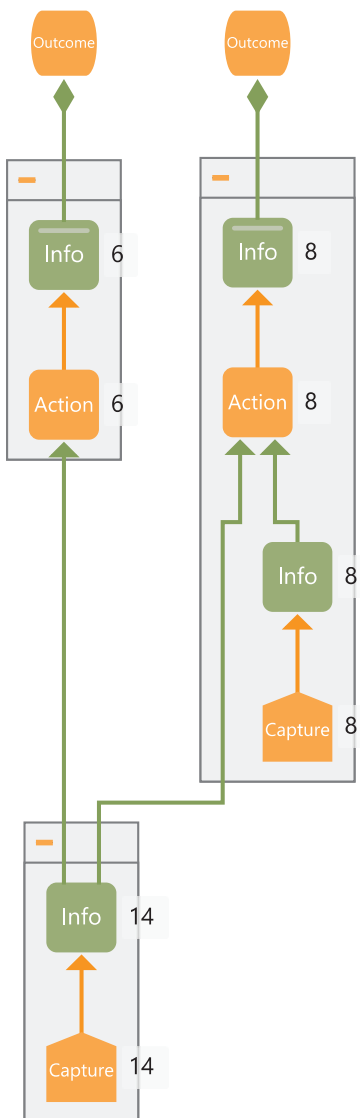 Outcome
Outcome
Info 6
Info 8
Action 6
Action 8
Info 8
Capture 8
Info 14
Capture 14